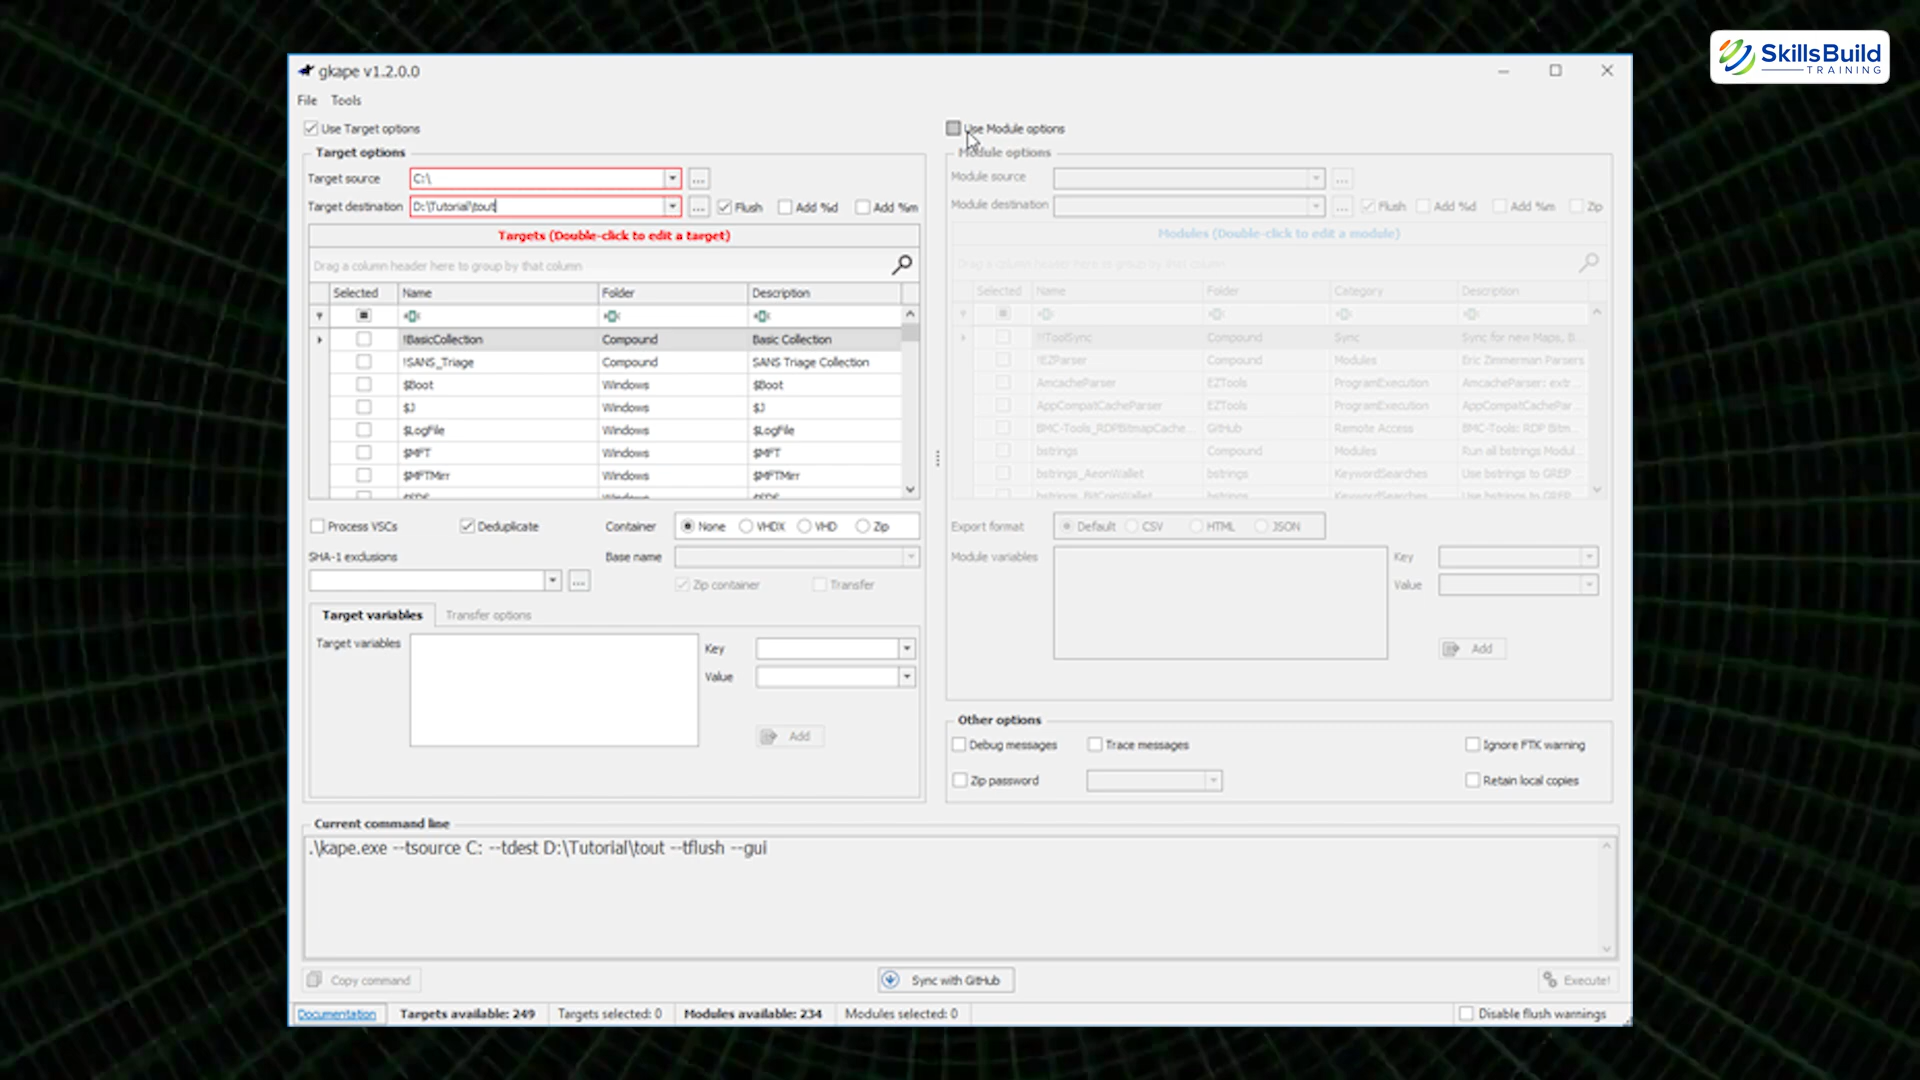 SkillsBuild
TRAINING
gkape v1.2.0.0
File Tools
Use Target options
Target options
Target source C:\ ...
Target destination D:\Tutorial\tout ... Flush Add %d Add %m
Targets (Double-click to edit a target)
Drag a column header here to group by that column
Selected Name Folder Description
!BasicCollection Compound Basic Collection
!SANS_Triage Compound SANS Triage Collection
$Boot Windows $Boot
$J Windows $J
$LogFile Windows $LogFile
$MFT Windows $MFT
$MFTMirr Windows $MFTMirr
$SDS Windows $SDS
Process VSCs Deduplicate Container None VHDX VHD Zip
SHA-1 exclusions Base name
... Zip container Transfer
Target variables Transfer options
Target variables Key
Value
Add
Use Module options
Module options
Module source ...
Module destination ... Flush Add %d Add %m Zip
Modules (Double-click to edit a module)
Drag a column header here to group by that column
Selected Name Folder Category Description
!!ToolSync Compound Sync Sync for new Maps, B...
!EZParser Compound Modules Eric Zimmerman Parsers
AmcacheParser EZTools ProgramExecution AmcacheParser: extr...
AppCompatCacheParser EZTools ProgramExecution AppCompatCachePar...
BMC-Tools_RDPBitmapCache... GitHub Remote Access BMC-Tools: RDP Bitm...
bstrings Compound Modules Run all bstrings Modul...
bstrings_AeonWallet bstrings KeywordSearches Use bstrings to GREP ...
bstrings_BitCoinWallet bstrings KeywordSearches Use bstrings to GREP ...
Export format Default CSV HTML JSON
Module variables Key
Value
Add
Other options
Debug messages Trace messages Ignore FTK warning
Zip password Retain local copies
Current command line
.\kape.exe --tsource C: --tdest D:\Tutorial\tout --tflush --gui
Copy command Sync with GitHub Execute!
Documentation Targets available: 249 Targets selected: 0 Modules available: 234 Modules selected: 0 Disable flush warnings